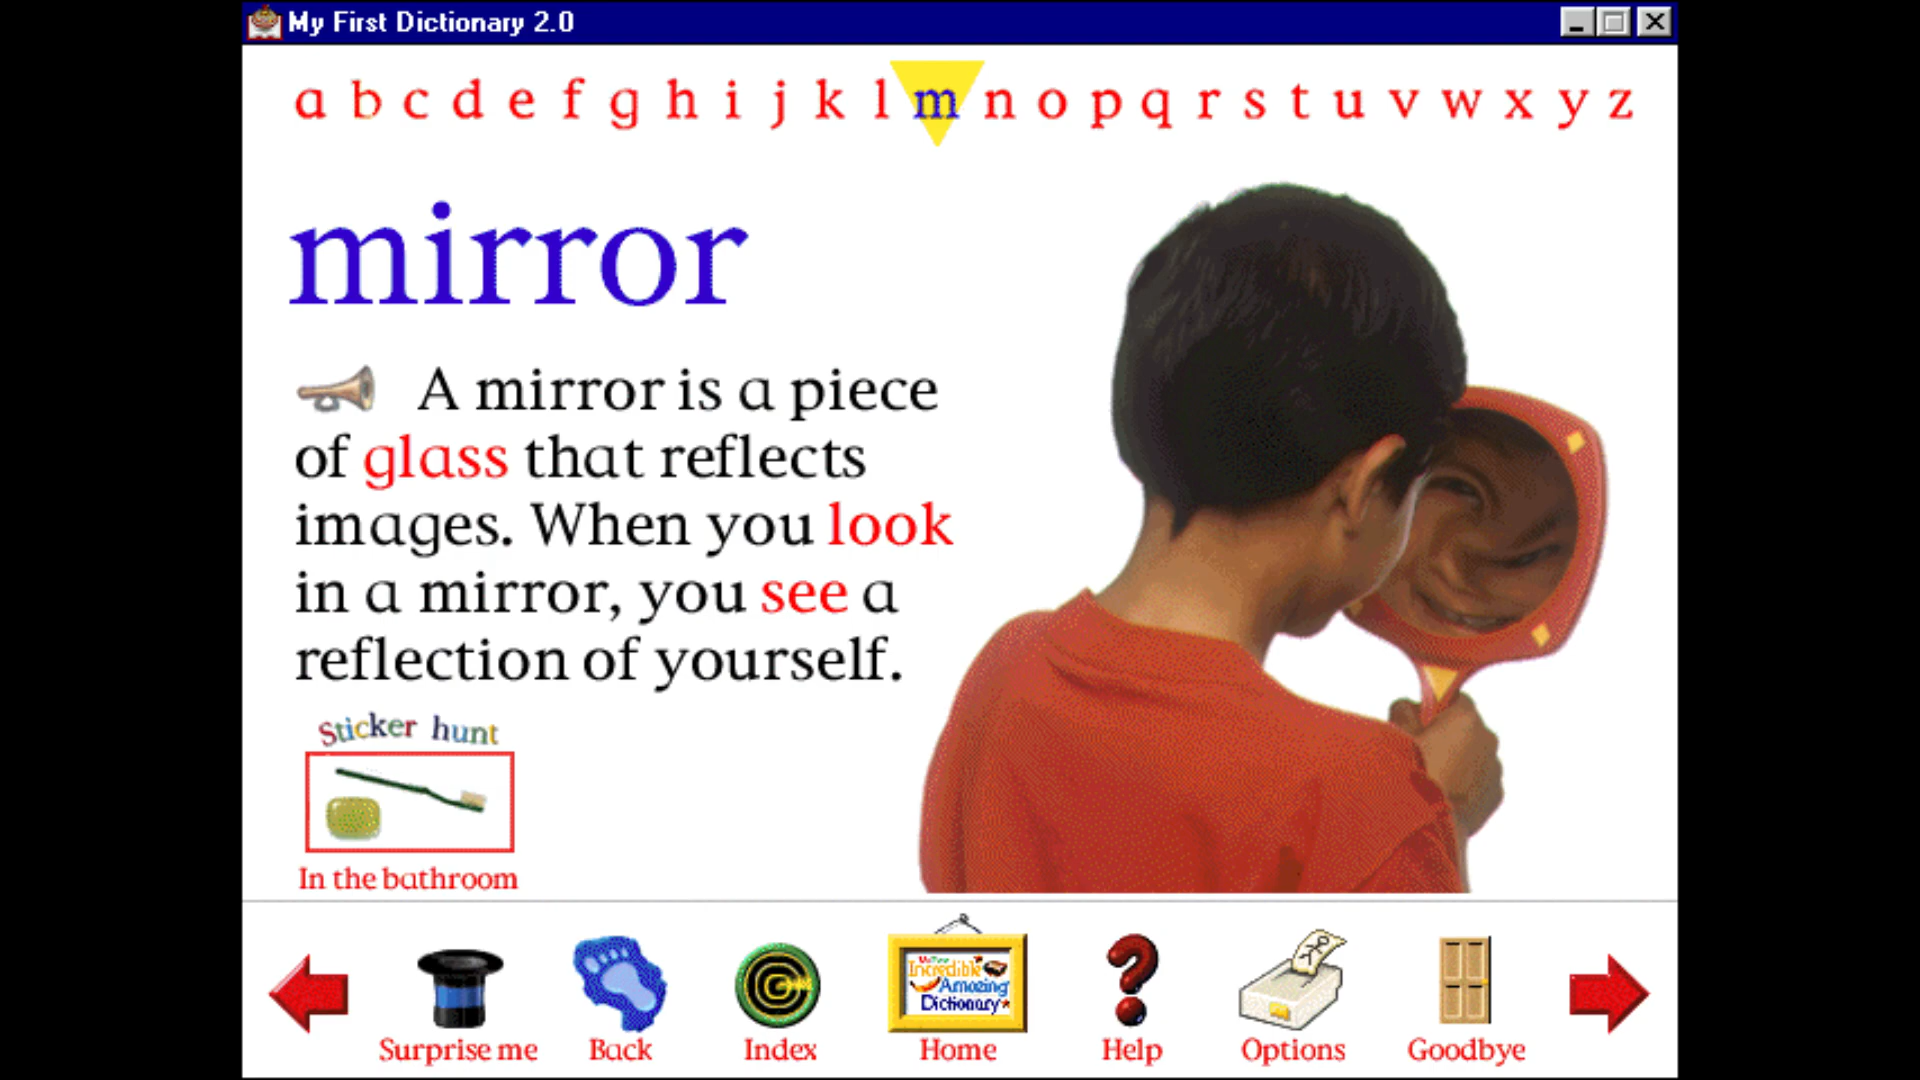 My First Dictionary 2.0
a b c d e f g h i j k l m n o p q r s t u v w x y z
mirror
A mirror is a piece
of glass that reflects
images. When you look
in a mirror, you see a
reflection of yourself.
Sticker hunt
In the bathroom
My First
Incredible
Amazing
Dictionary
Surprise me
Back
Index
Home
Help
Options
Goodbye